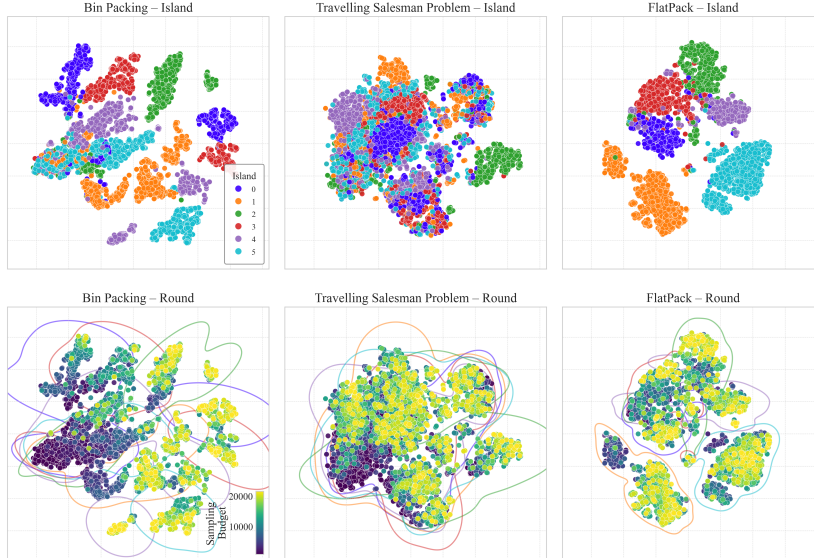 Bin Packing – Island
Travelling Salesman Problem – Island
FlatPack – Island
Island
0
1
2
3
4
5
Bin Packing – Round
Travelling Salesman Problem – Round
FlatPack – Round
Sampling
Budget
20000
10000